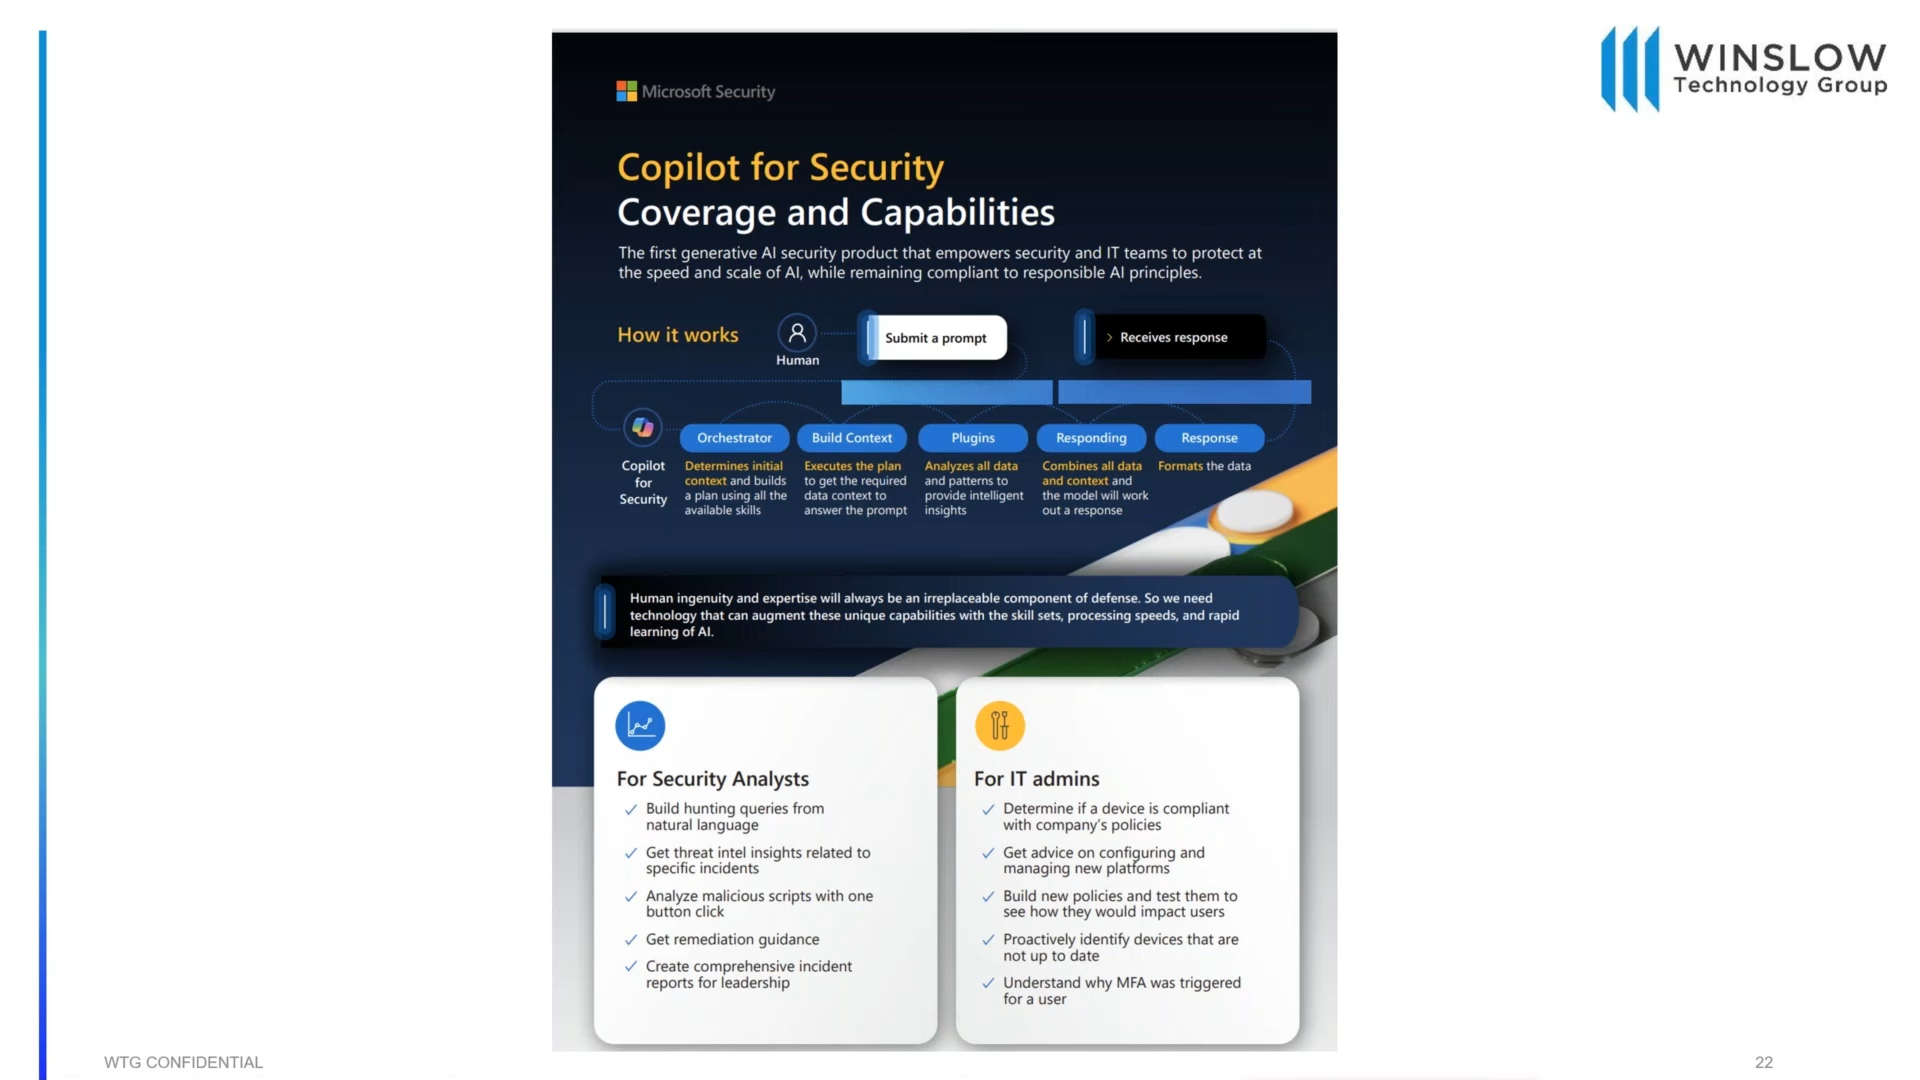 WINSLOW
Technology Group
Microsoft Security
Copilot for Security
Coverage and Capabilities
The first generative AI security product that empowers security and IT teams to protect at
the speed and scale of AI, while remaining compliant to responsible AI principles.
How it works
Human
Submit a prompt
Receives response
Copilot
for
Security
Orchestrator
Determines initial
context and builds
a plan using all the
available skills
Build Context
Executes the plan
to get the required
data context to
answer the prompt
Plugins
Analyzes all data
and patterns to
provide intelligent
insights
Responding
Combines all data
and context and
the model will work
out a response
Response
Formats the data
Human ingenuity and expertise will always be an irreplaceable component of defense. So we need
technology that can augment these unique capabilities with the skill sets, processing speeds, and rapid
learning of AI.
For Security Analysts
Build hunting queries from
natural language
Get threat intel insights related to
specific incidents
Analyze malicious scripts with one
button click
Get remediation guidance
Create comprehensive incident
reports for leadership
For IT admins
Determine if a device is compliant
with company's policies
Get advice on configuring and
managing new platforms
Build new policies and test them to
see how they would impact users
Proactively identify devices that are
not up to date
Understand why MFA was triggered
for a user
WTG CONFIDENTIAL
22